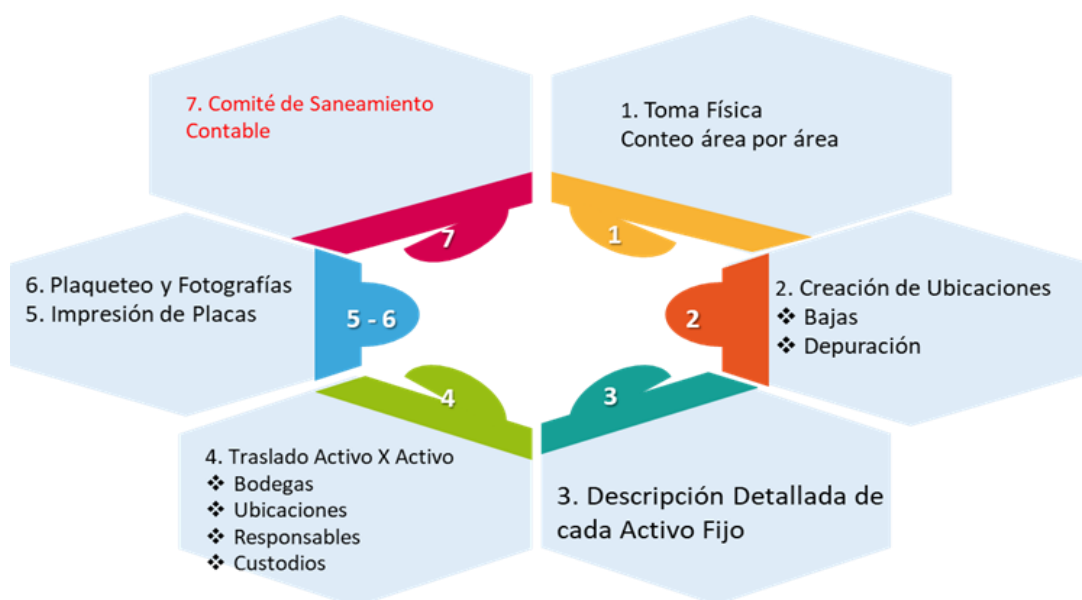 7. Comité de Saneamiento
Contable
1. Toma Física
Conteo área por área
7
1
6. Plaqueteo y Fotografías
5. Impresión de Placas
5 - 6
2
2. Creación de Ubicaciones
❖ Bajas
❖ Depuración
4
3
4. Traslado Activo X Activo
❖ Bodegas
❖ Ubicaciones
❖ Responsables
❖ Custodios
3. Descripción Detallada de
cada Activo Fijo